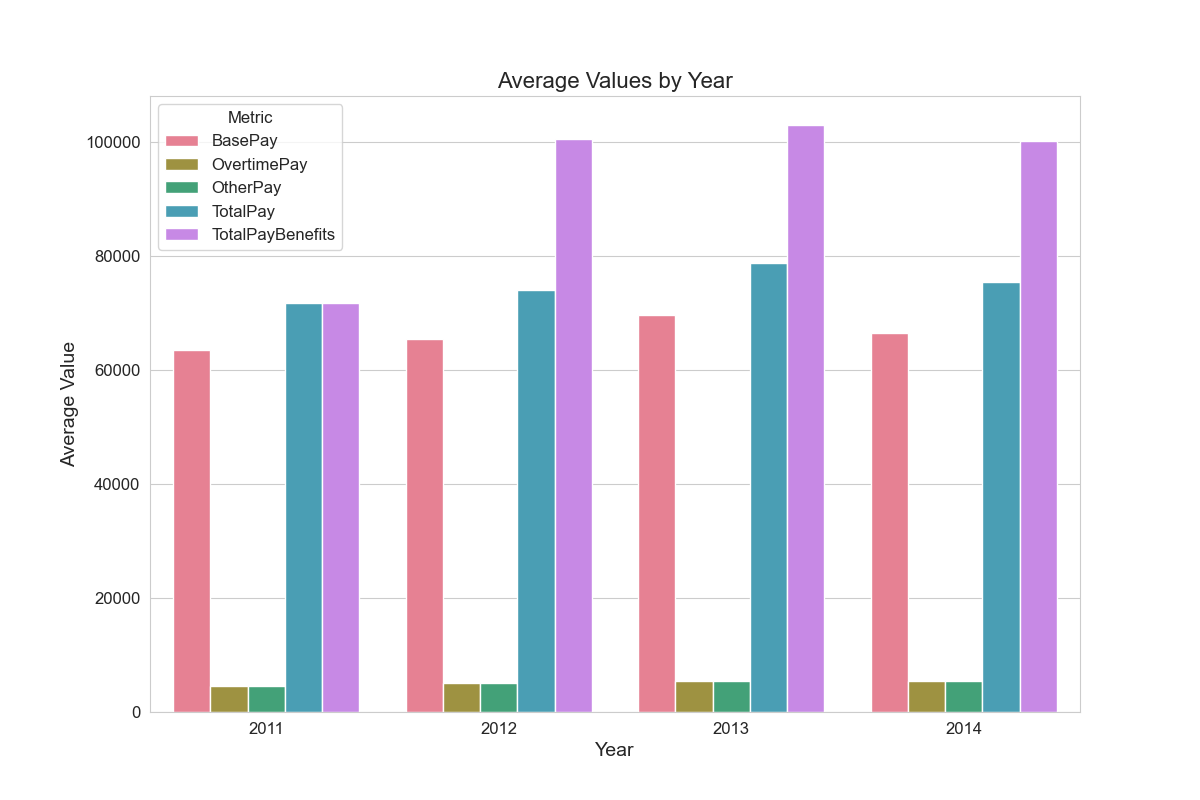 Average Values by Year
Metric
BasePay
OvertimePay
OtherPay
TotalPay
TotalPayBenefits
Average Value
100000
80000
60000
40000
20000
0
2011 2012 2013 2014
Year